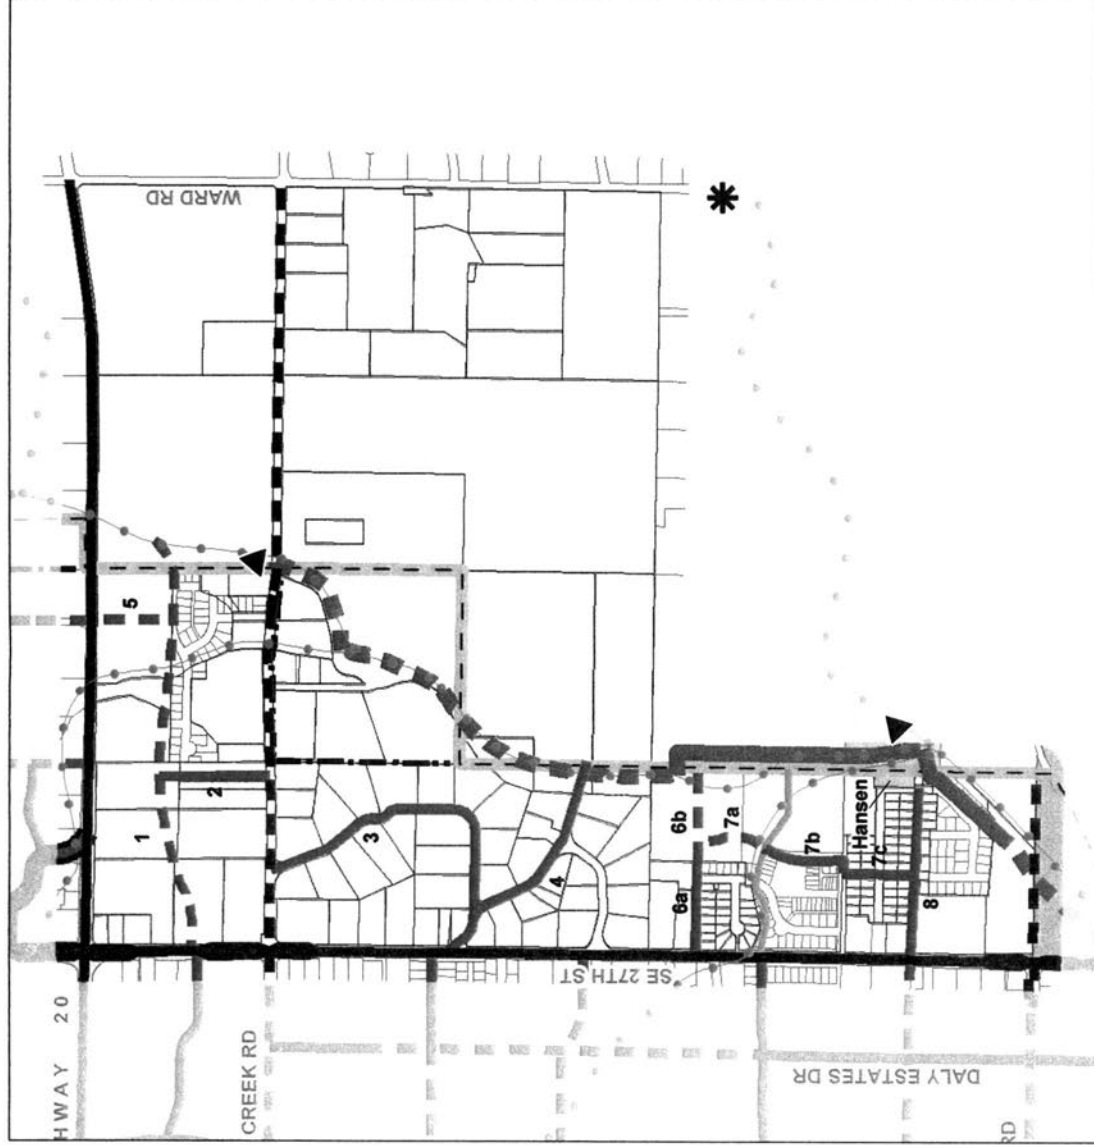 WARD RD
5
2
1
3
4
6b
7a
6a
7b
Hansen
7c
8
SE 27TH ST
HWAY 20
CREEK RD
DALY ESTATES DR
RD